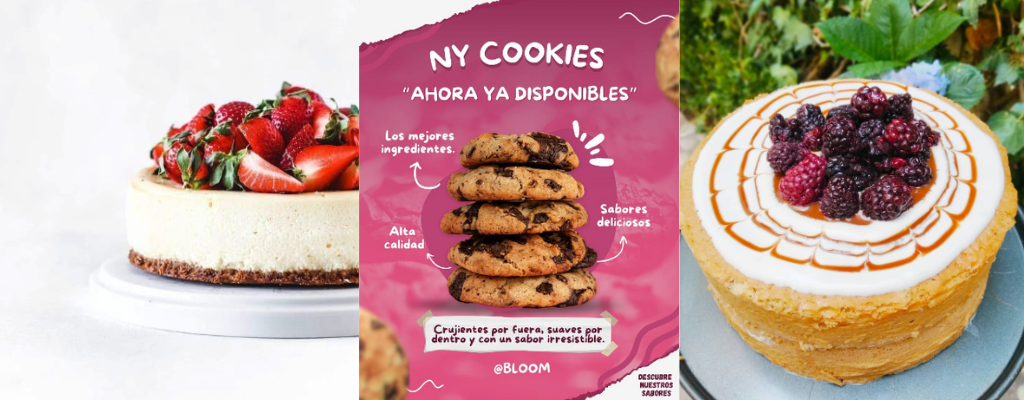 NY COOKIES
"AHORA YA DISPONIBLES"
Los mejores
ingredientes.
Sabores
deliciosos
Alta
calidad
Crujientes por fuera, suaves por
dentro y con un sabor irresistible.
@BLOOM
DESCUBRE
NUESTROS
SABORES